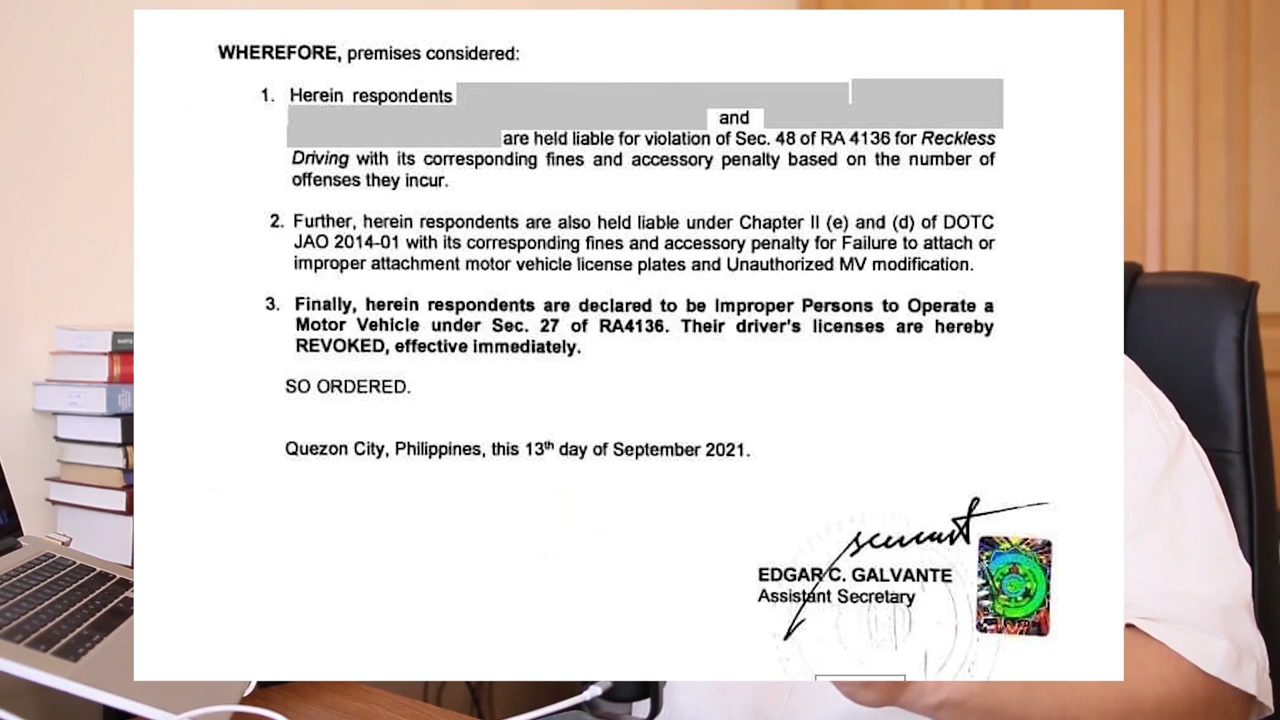 WHEREFORE, premises considered:
1. Herein respondents
and
are held liable for violation of Sec. 48 of RA 4136 for Reckless
Driving with its corresponding fines and accessory penalty based on the number of
offenses they incur.
2. Further, herein respondents are also held liable under Chapter II (e) and (d) of DOTC
JAO 2014-01 with its corresponding fines and accessory penalty for Failure to attach or
improper attachment motor vehicle license plates and Unauthorized MV modification.
3. Finally, herein respondents are declared to be Improper Persons to Operate a
Motor Vehicle under Sec. 27 of RA4136. Their driver's licenses are hereby
REVOKED, effective immediately.
SO ORDERED.
Quezon City, Philippines, this 13th day of September 2021.
EDGAR C. GALVANTE
Assistant Secretary